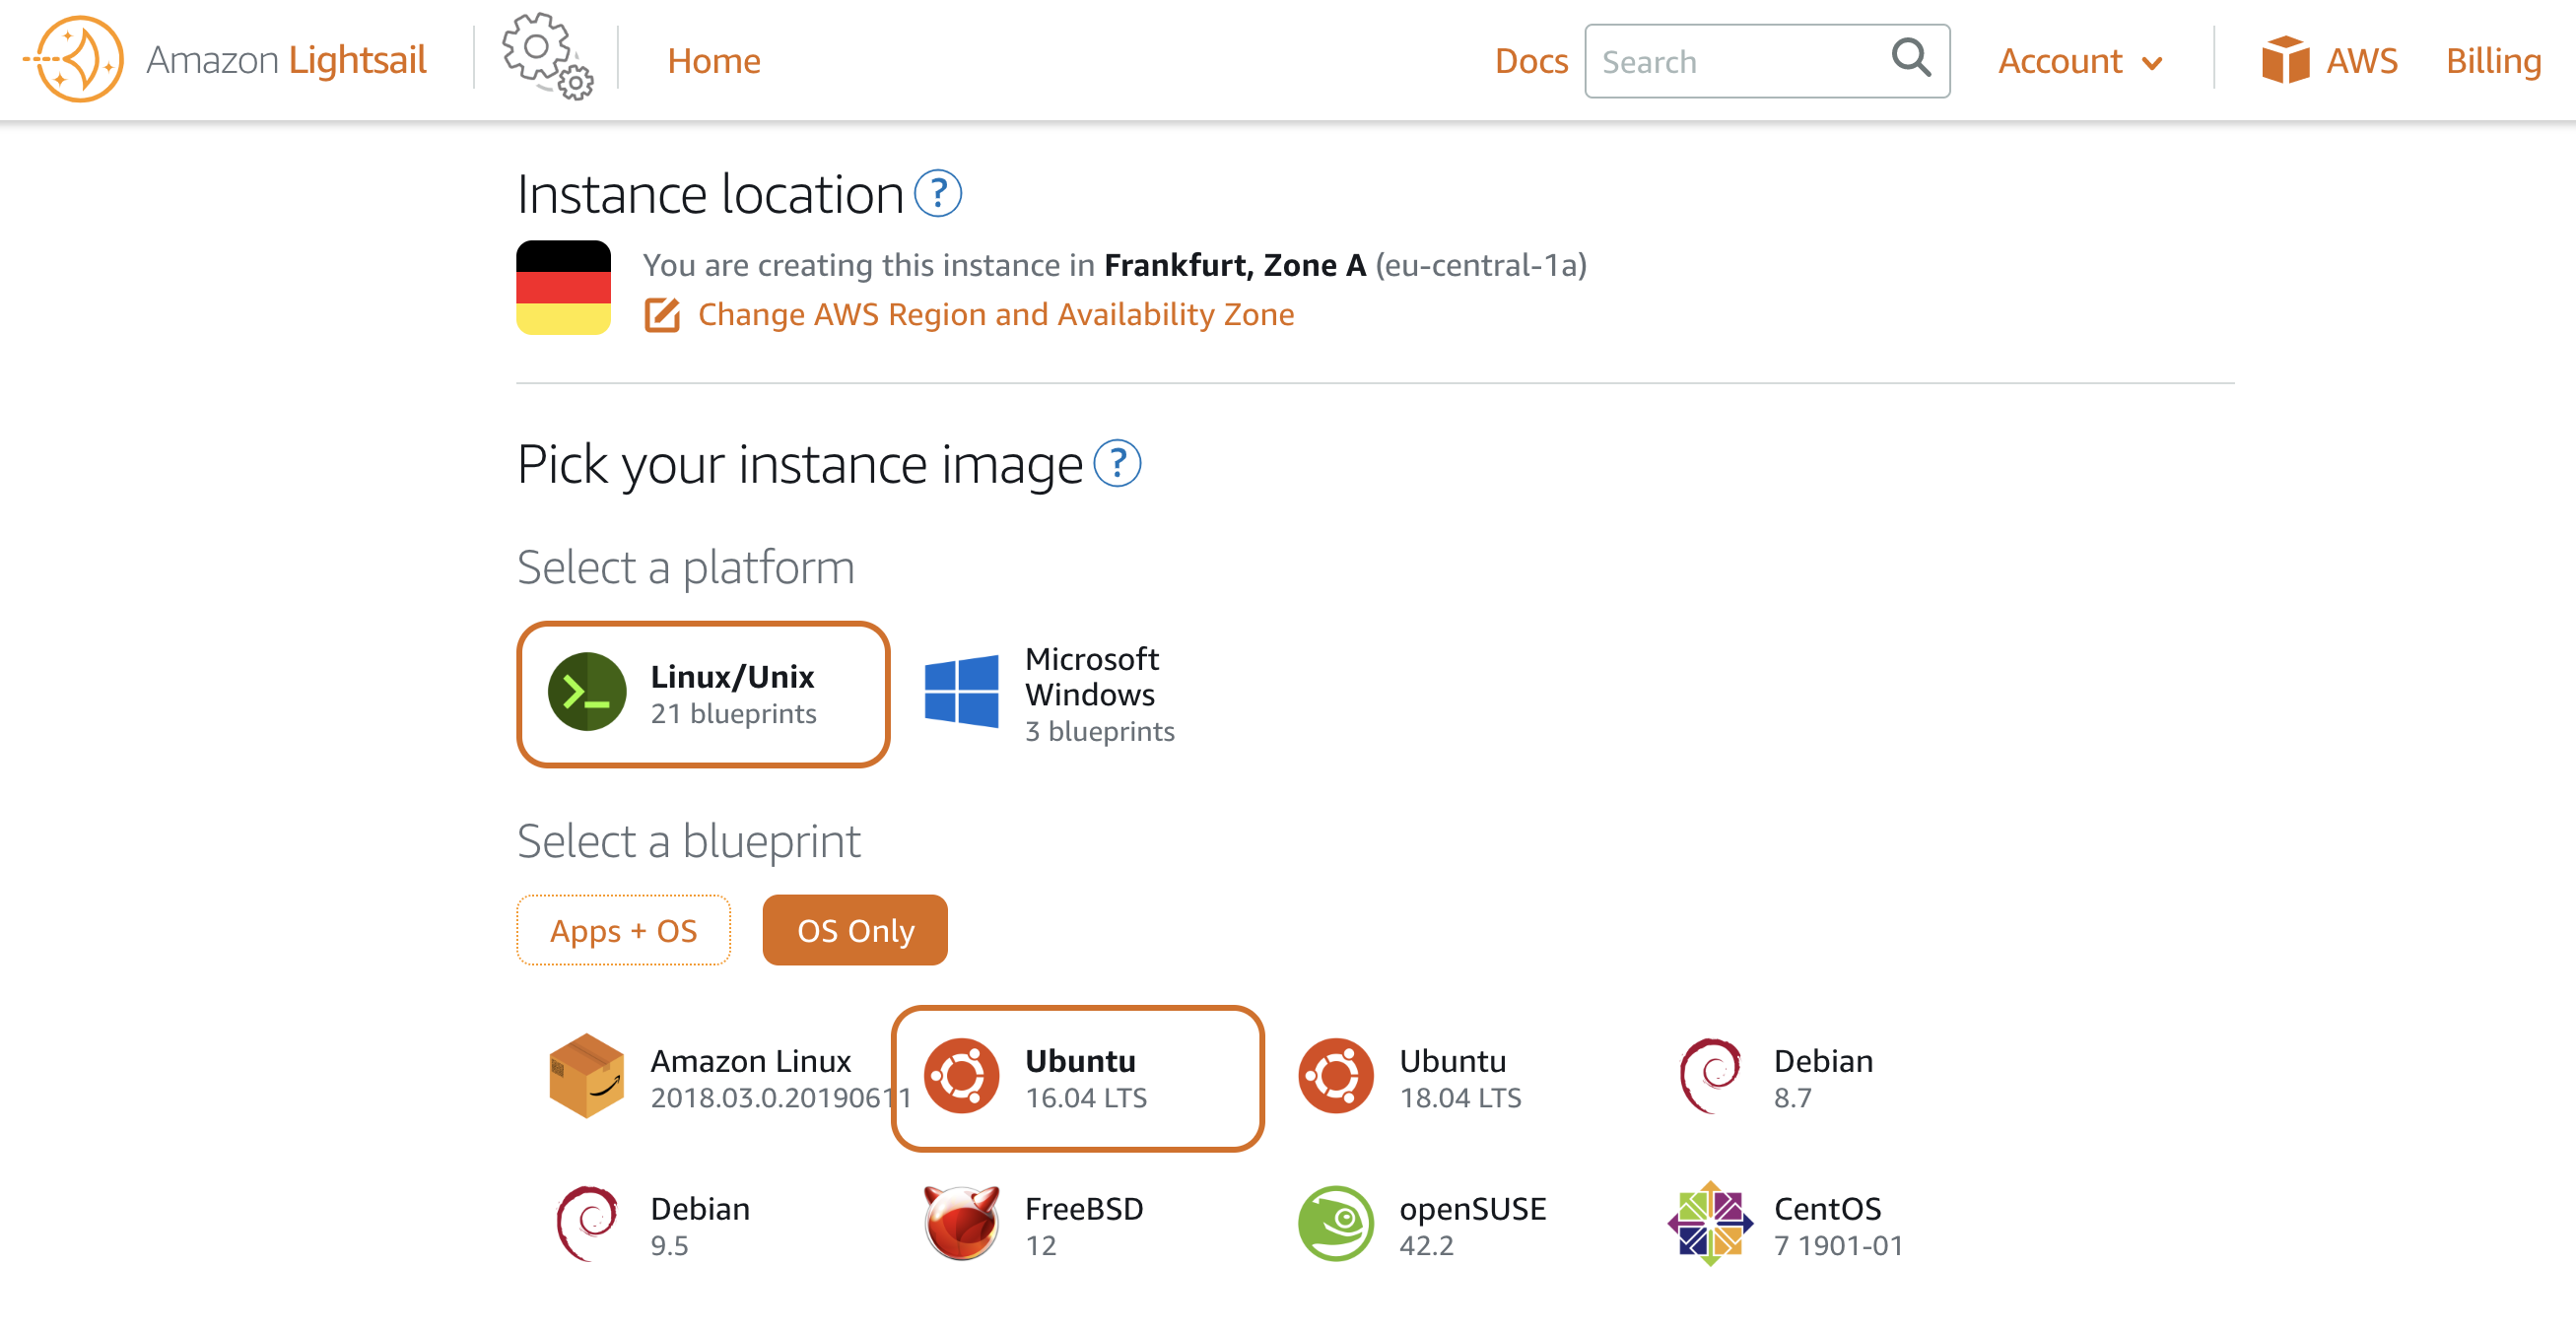 Amazon Lightsail
Home
Docs
Search
Account
AWS
Billing
Instance location ?
You are creating this instance in Frankfurt, Zone A (eu-central-1a)
Change AWS Region and Availability Zone
Pick your instance image ?
Select a platform
Linux/Unix
21 blueprints
Microsoft
Windows
3 blueprints
Select a blueprint
Apps + OS
OS Only
Amazon Linux
2018.03.0.20190611
Ubuntu
16.04 LTS
Ubuntu
18.04 LTS
Debian
8.7
Debian
9.5
FreeBSD
12
openSUSE
42.2
CentOS
7 1901-01